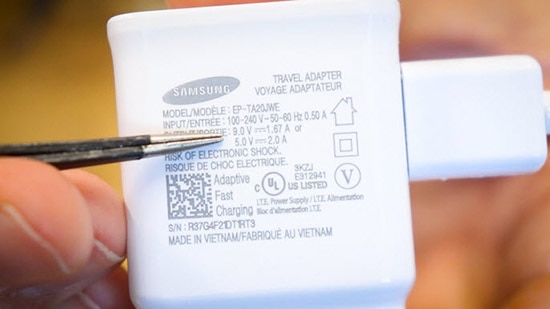 SAMSUNG
TRAVEL ADAPTER
VOYAGE ADAPTATEUR
MODEL/MODÈLE: EP-TA20JWE
INPUT/ENTRÉE: 100-240 V~50-60 Hz 0.50 A
9.0 V⎓1.67 A or
5.0 V⎓2.0 A
RISK OF ELECTRONIC SHOCK.
RISQUE DE CHOC ELECTRIQUE.
Adaptive
Fast
Charging
3KZJ
E312941
c UL US LISTED
V
I.T.E. Power Supply / I.T.E. Alimentation
Bloc d'alimentation I.T.E.
S/N: R37G4F21DT1RT3
MADE IN VIETNAM/FABRIQUÉ AU VIETNAM